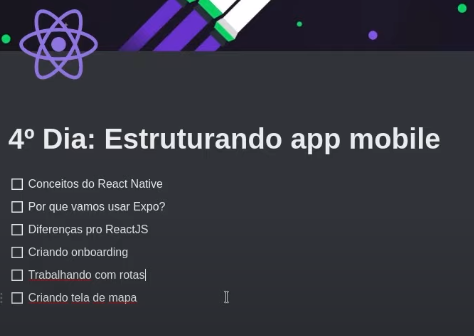 4º Dia: Estruturando app mobile
Conceitos do React Native
Por que vamos usar Expo?
Diferenças pro ReactJS
Criando onboarding
Trabalhando com rotas
Criando tela de mapa